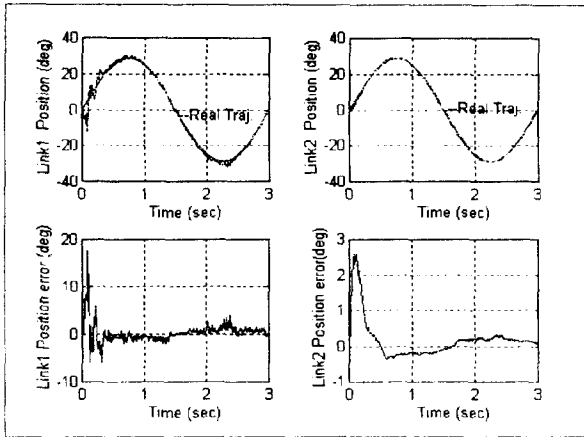 40
20
0
-20
-40
Link1 Position (deg)
Real Traj.
0 1 2 3
Time (sec)
40
20
0
-20
-40
Link2 Position (deg)
Real Traj.
0 1 2 3
Time (sec)
20
10
0
-10
Link1 Position error (deg)
0 1 2 3
Time (sec)
3
2
1
0
-1
Link2 Position error(deg)
0 1 2 3
Time (sec)